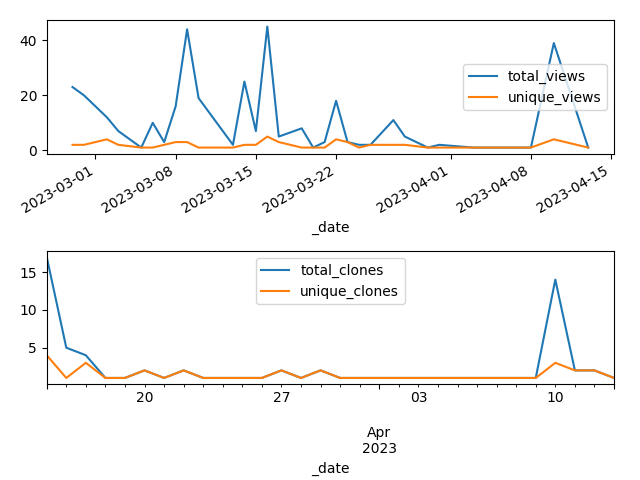 40
20
0
total_views
unique_views
2023-03-01
2023-03-08
2023-03-15
2023-03-22
2023-04-01
2023-04-08
2023-04-15
_date
15
10
5
total_clones
unique_clones
20
27
03
10
Apr
2023
_date